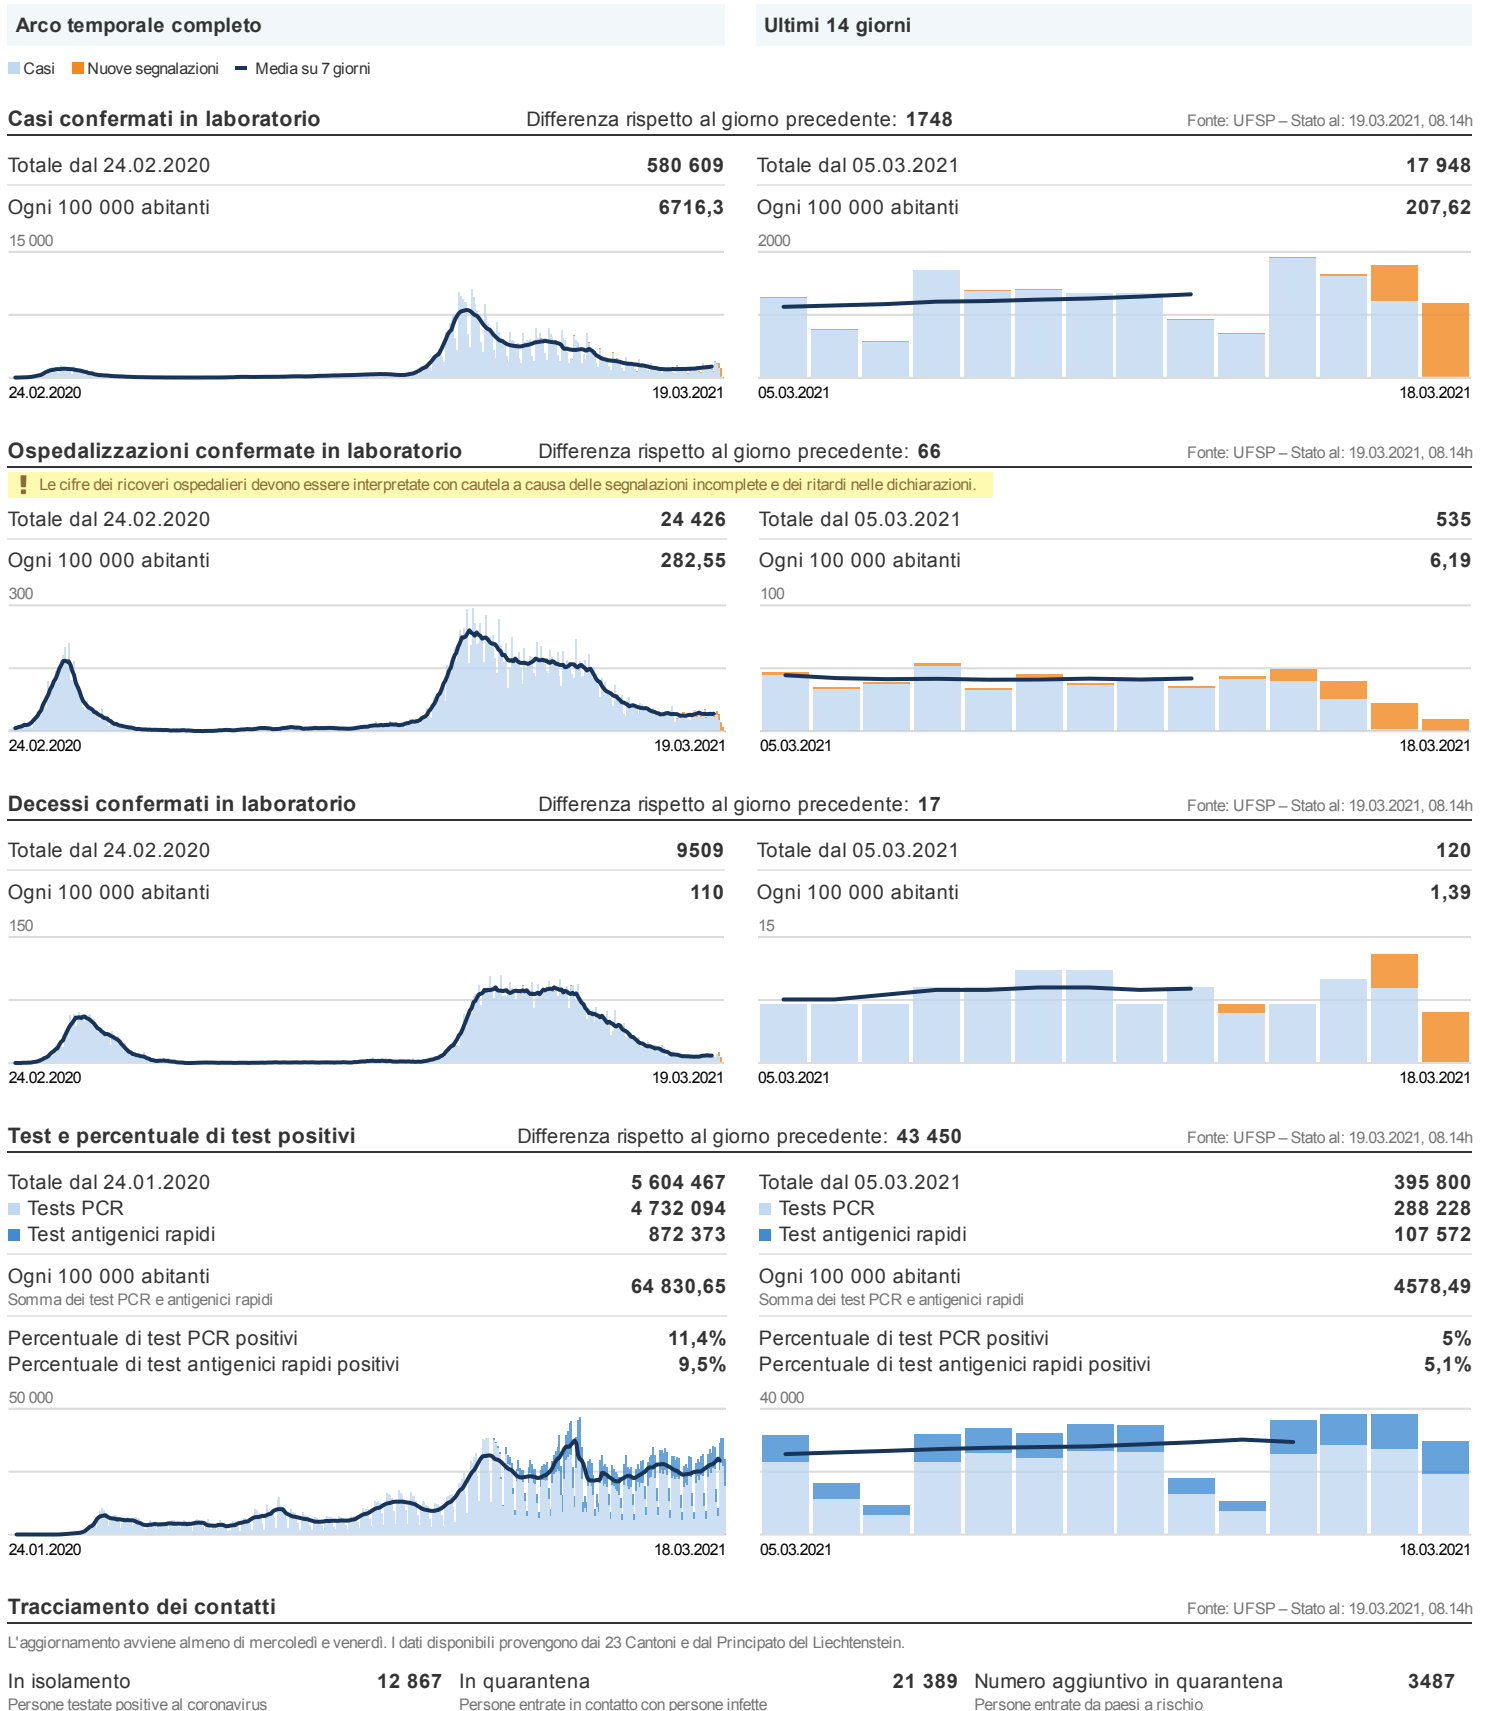 Arco temporale completo
Ultimi 14 giorni
Casi Nuove segnalazioni Media su 7 giorni
Casi confermati in laboratorio Differenza rispetto al giorno precedente: 1748 Fonte: UFSP – Stato al: 19.03.2021, 08.14h
Totale dal 24.02.2020 580 609
Ogni 100 000 abitanti 6716,3
15 000
24.02.2020 19.03.2021
Totale dal 05.03.2021 17 948
Ogni 100 000 abitanti 207,62
2000
05.03.2021 18.03.2021
Ospedalizzazioni confermate in laboratorio Differenza rispetto al giorno precedente: 66 Fonte: UFSP – Stato al: 19.03.2021, 08.14h
! Le cifre dei ricoveri ospedalieri devono essere interpretate con cautela a causa delle segnalazioni incomplete e dei ritardi nelle dichiarazioni.
Totale dal 24.02.2020 24 426
Ogni 100 000 abitanti 282,55
300
24.02.2020 19.03.2021
Totale dal 05.03.2021 535
Ogni 100 000 abitanti 6,19
100
05.03.2021 18.03.2021
Decessi confermati in laboratorio Differenza rispetto al giorno precedente: 17 Fonte: UFSP – Stato al: 19.03.2021, 08.14h
Totale dal 24.02.2020 9509
Ogni 100 000 abitanti 110
150
24.02.2020 19.03.2021
Totale dal 05.03.2021 120
Ogni 100 000 abitanti 1,39
15
05.03.2021 18.03.2021
Test e percentuale di test positivi Differenza rispetto al giorno precedente: 43 450 Fonte: UFSP – Stato al: 19.03.2021, 08.14h
Totale dal 24.01.2020 5 604 467
Tests PCR 4 732 094
Test antigenici rapidi 872 373
Ogni 100 000 abitanti 64 830,65
Somma dei test PCR e antigenici rapidi
Percentuale di test PCR positivi 11,4%
Percentuale di test antigenici rapidi positivi 9,5%
50 000
24.01.2020 18.03.2021
Totale dal 05.03.2021 395 800
Tests PCR 288 228
Test antigenici rapidi 107 572
Ogni 100 000 abitanti 4578,49
Somma dei test PCR e antigenici rapidi
Percentuale di test PCR positivi 5%
Percentuale di test antigenici rapidi positivi 5,1%
40 000
05.03.2021 18.03.2021
Tracciamento dei contatti Fonte: UFSP – Stato al: 19.03.2021, 08.14h
L'aggiornamento avviene almeno di mercoledì e venerdì. I dati disponibili provengono dai 23 Cantoni e dal Principato del Liechtenstein.
In isolamento 12 867
Persone testate positive al coronavirus
In quarantena 21 389
Persone entrate in contatto con persone infette
Numero aggiuntivo in quarantena 3487
Persone entrate da paesi a rischio